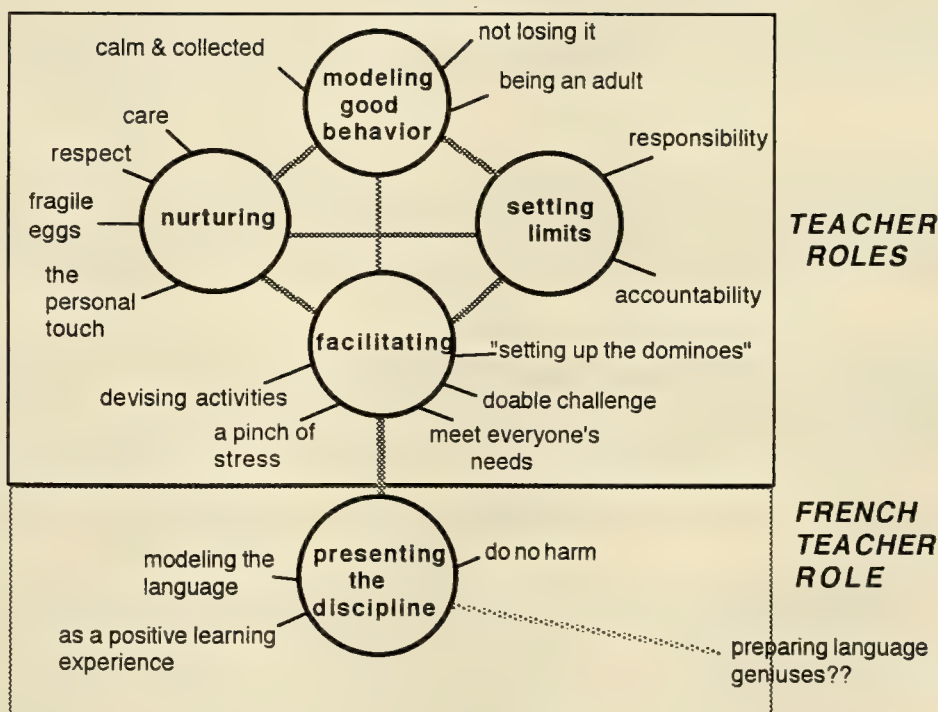 calm & collected
not losing it
modeling
good
behavior
being an adult
care
respect
fragile
eggs
the
personal
touch
nurturing
setting
limits
responsibility
accountability
TEACHER
ROLES
facilitating
"setting up the dominoes"
devising activities
a pinch of
stress
doable challenge
meet everyone's
needs
presenting
the
discipline
modeling the
language
as a positive learning
experience
do no harm
preparing language
geniuses??
FRENCH
TEACHER
ROLE